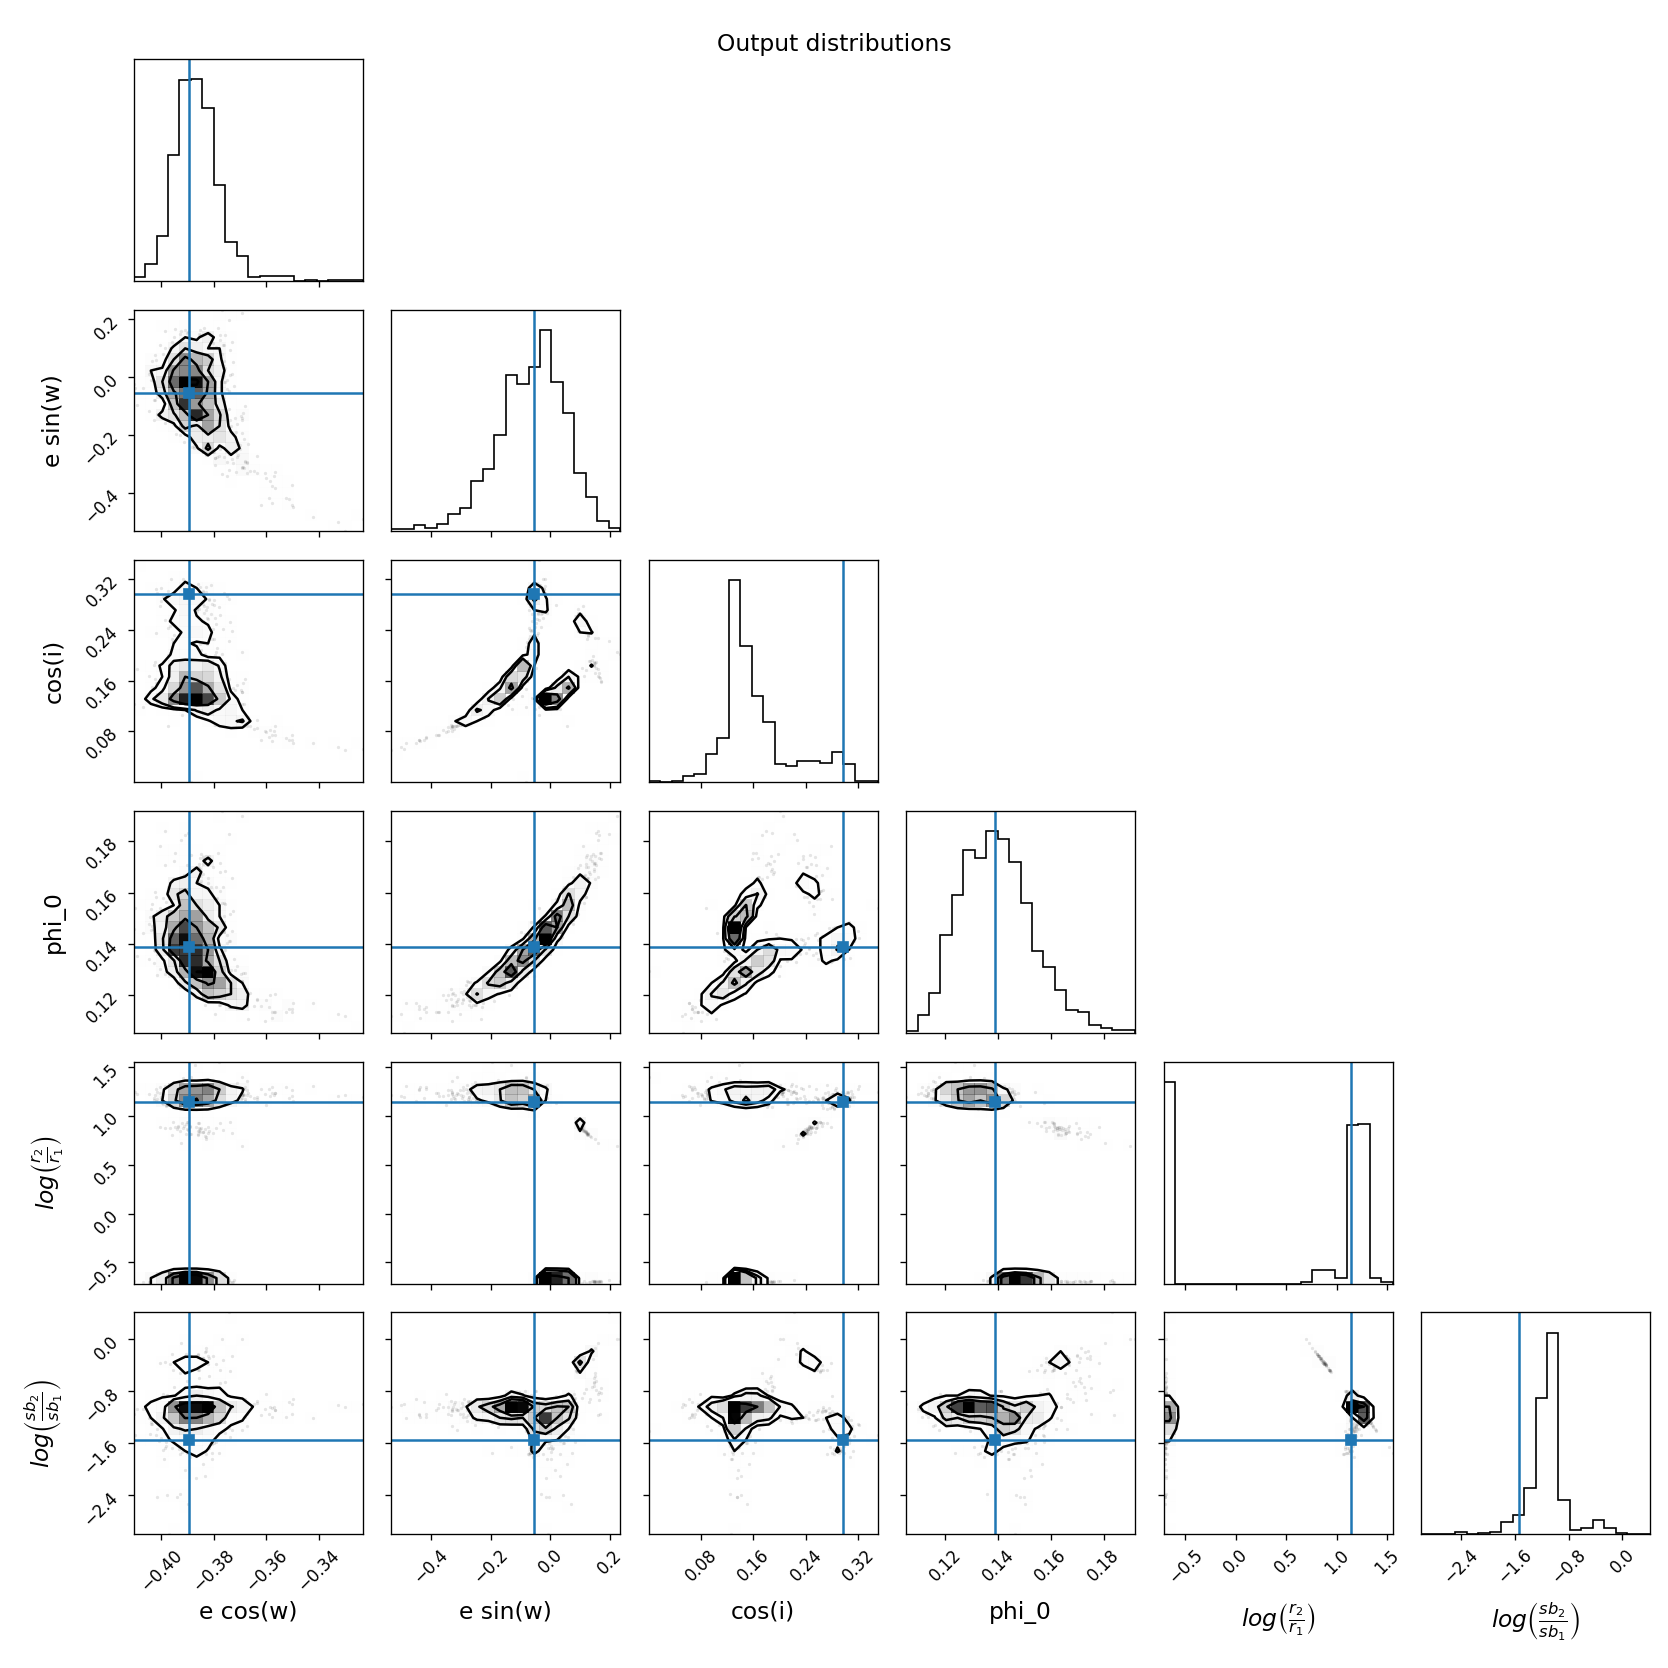 Output distributions
e sin(w)
0.2
0.0
−0.2
−0.4
cos(i)
0.32
0.24
0.16
0.08
phi_0
0.18
0.16
0.14
0.12
log(r2/r1)
1.5
1.0
0.5
0.0
−0.5
log(sb2/sb1)
0.0
−0.8
−1.6
−2.4
−0.40 −0.38 −0.36 −0.34
−0.4 −0.2 0.0 0.2
0.08 0.16 0.24 0.32
0.12 0.14 0.16 0.18
−0.5 0.0 0.5 1.0 1.5
−2.4 −1.6 −0.8 0.0
e cos(w)
e sin(w)
cos(i)
phi_0
log(r2/r1)
log(sb2/sb1)